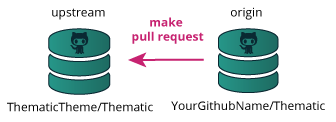 upstream
origin
make
pull request
ThematicTheme/Thematic
YourGithubName/Thematic